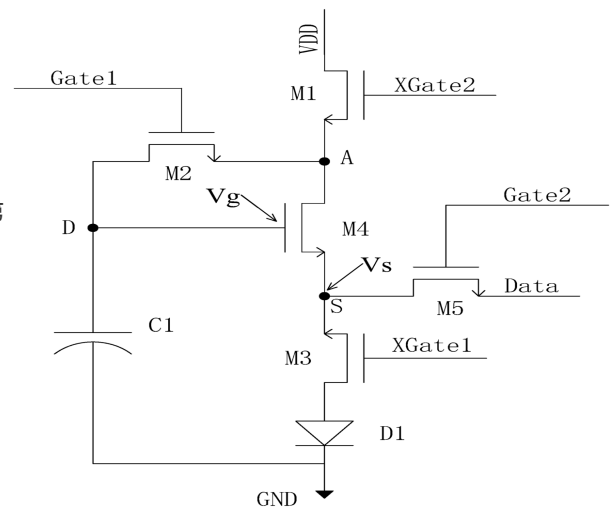 VDD
Gate1
M1
XGate2
M2
A
Vg
Gate2
D
M4
Vs
S
Data
M5
C1
M3
XGate1
D1
GND